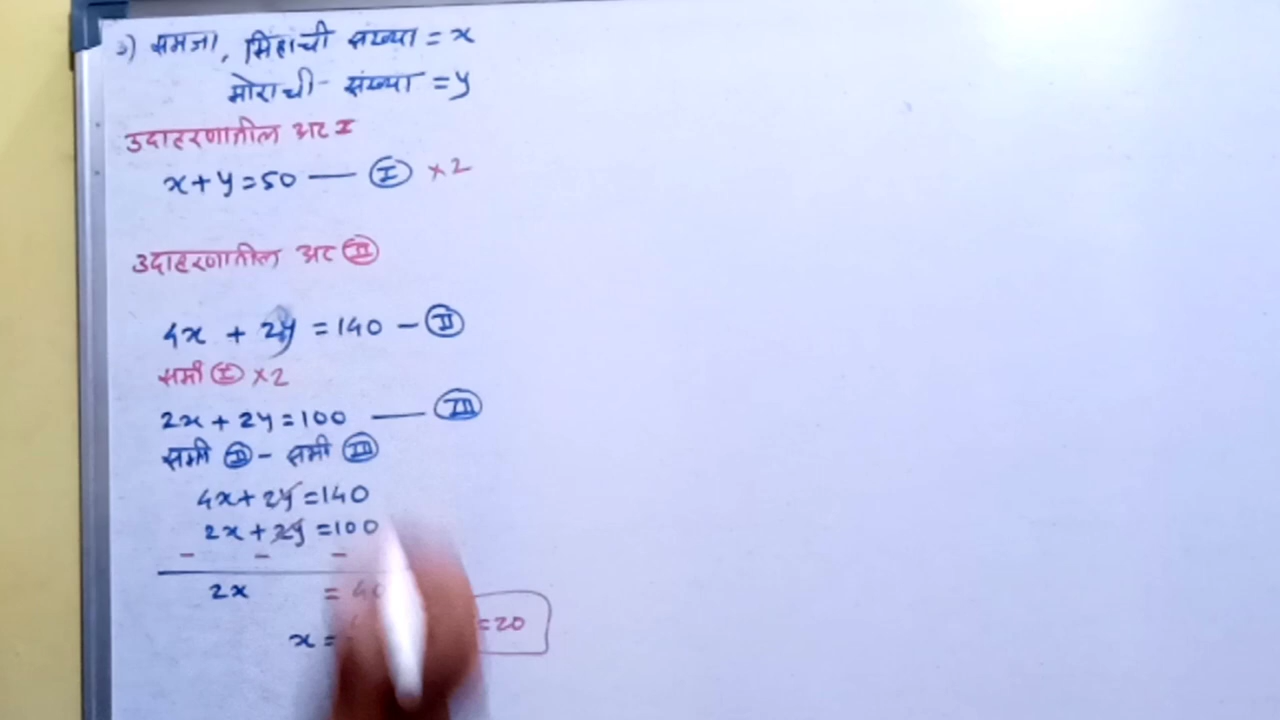 3) समजा, सिंहाची संख्या = x
मोराची - संख्या = y
उदाहरणातील अट I
x + y = 50 — (I) × 2
उदाहरणातील अट (II)
4x + 2y = 140 — (II)
समी (I) × 2
2x + 2y = 100 — (III)
समी (II) - समी (III)
4x + 2y = 140
2x + 2y = 100
- - -
2x = 40
x = = 20